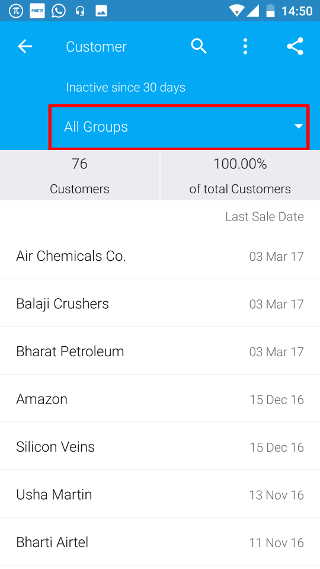 14:50
Customer
Inactive since 30 days
All Groups
76 100.00%
Customers of total Customers
Last Sale Date
Air Chemicals Co. 03 Mar 17
Balaji Crushers 03 Mar 17
Bharat Petroleum 03 Mar 17
Amazon 15 Dec 16
Silicon Veins 15 Dec 16
Usha Martin 13 Nov 16
Bharti Airtel 11 Nov 16